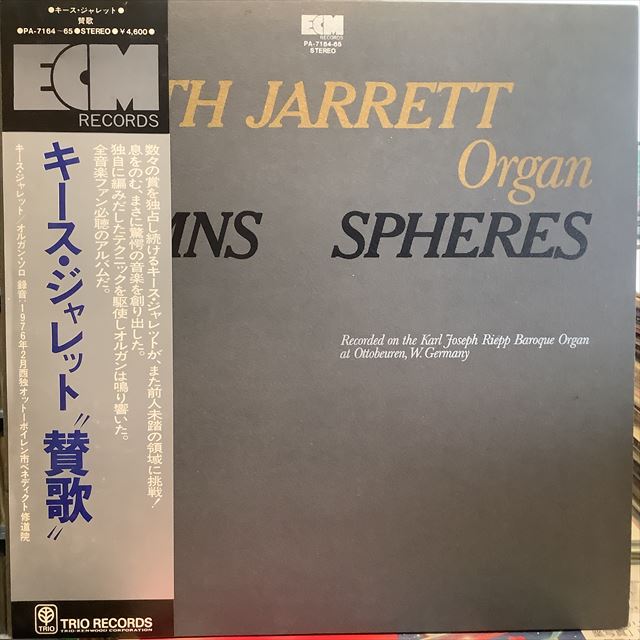 ●キース・ジャレット●
賛歌
●PA-7164~65●STEREO●¥4,600●
ECM
RECORDS
キース・ジャレット“賛歌”
数々の賞を独占し続けるキース・ジャレットが、また前人未踏の領域に挑戦!
息をのむ、まさに驚愕の音楽を創り出した。
独自に編みだしたテクニックを駆使しオルガンは鳴り響いた。
全音楽ファン必聴のアルバムだ。
キース・ジャレット/オルガン・ソロ 録音・1976年2月西独オットーボイレン市ベネディクト修道院
TRIO
TRIO RECORDS
TRIO-KENWOOD CORPORATION
ECM
RECORDS
PA-7164-65
STEREO
TH JARRETT
Organ
MNS SPHERES
Recorded on the Karl Joseph Riepp Baroque Organ
at Ottobeuren, W. Germany